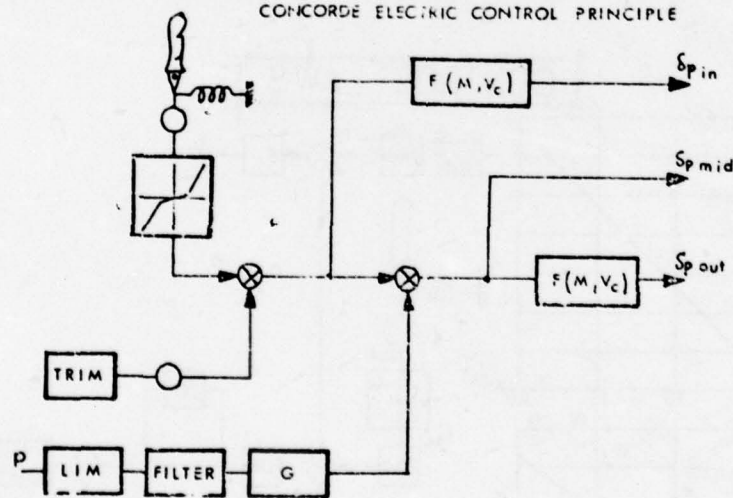 CONCORDE ELECTRIC CONTROL PRINCIPLE
F(M,Vc)
δp in
δp mid
F(M,Vc)
δp out
TRIM
p
LIM
FILTER
G